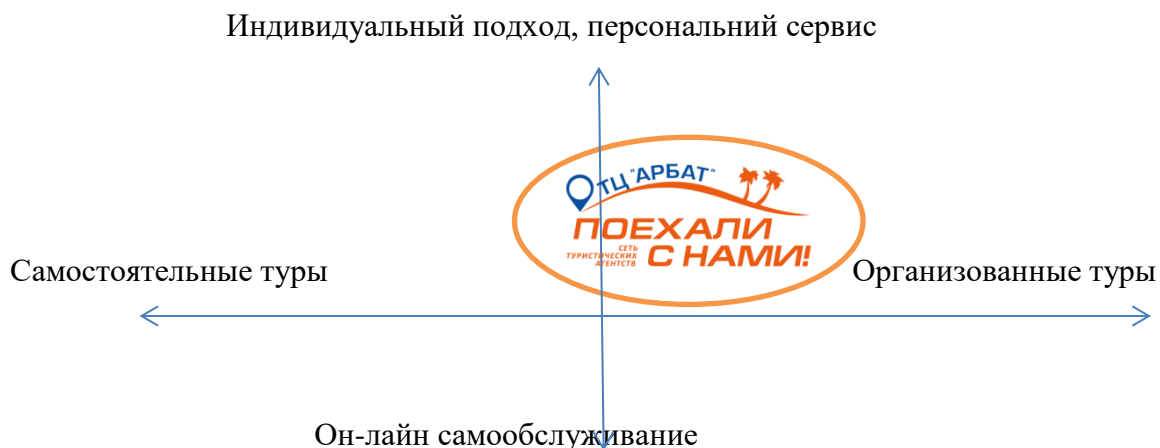 Индивидуальный подход, персональний сервис
ТЦ "АРБАТ"
ПОЕХАЛИ
СЕТЬ
ТУРИСТИЧЕСКИХ
АГЕНТСТВ
С НАМИ!
Самостоятельные туры
Организованные туры
Он-лайн самообслуживание